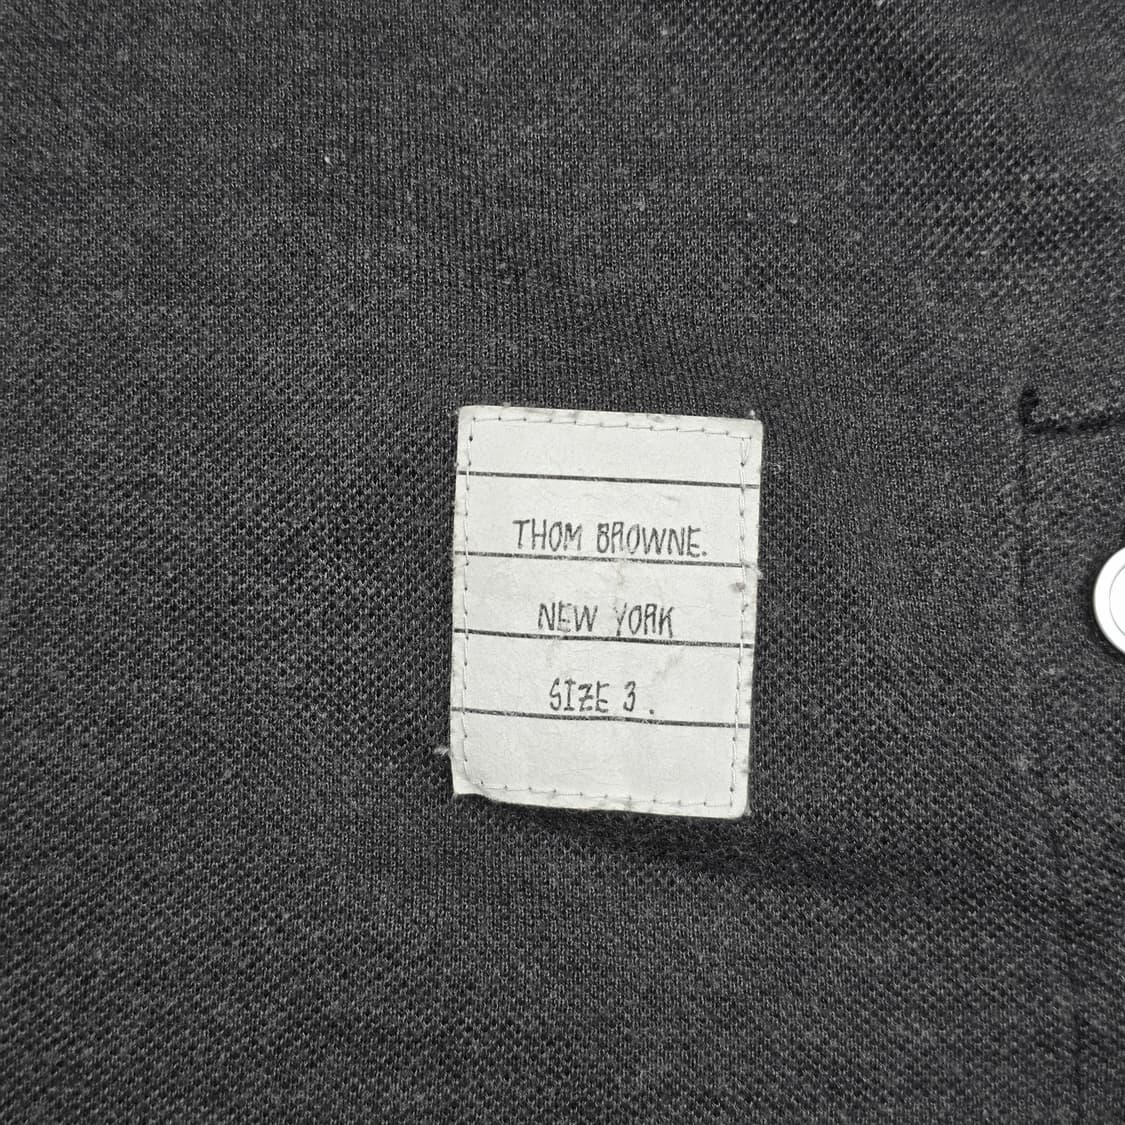 THOM BROWNE.
NEW YORK
SIZE 3.